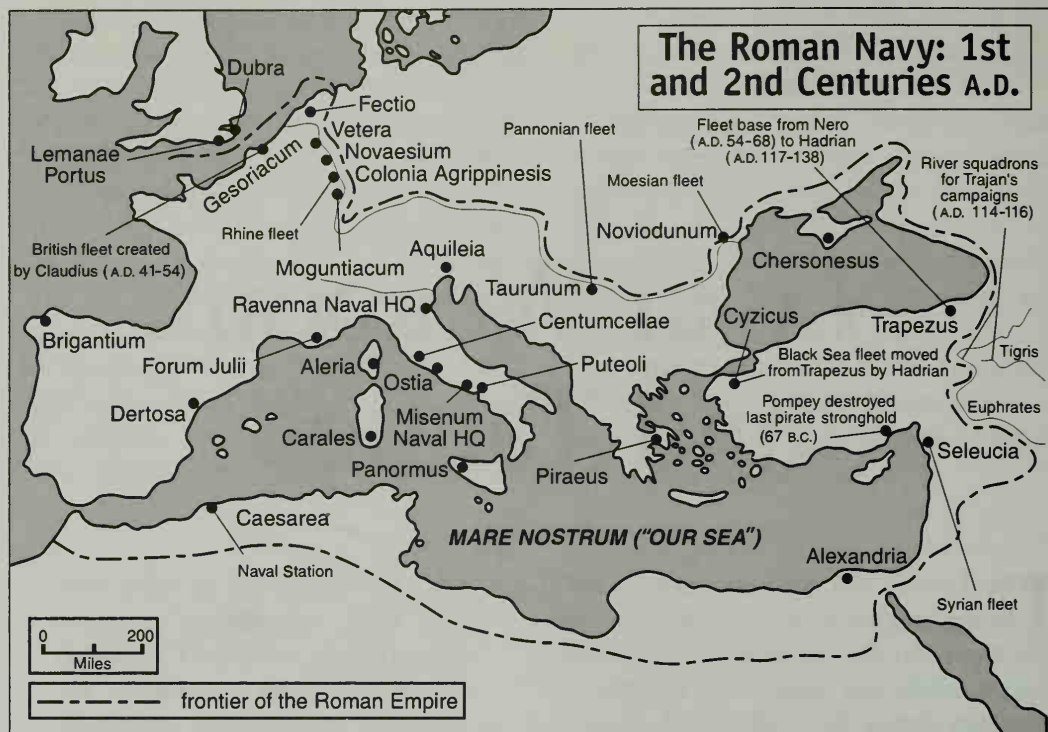 The Roman Navy: 1st
and 2nd Centuries A.D.
Dubra
Fectio
Lemanae
Portus
Gesoriacum
Vetera
Novaesium
Colonia Agrippinesis
Pannonian fleet
Fleet base from Nero
(A.D. 54-68) to Hadrian
(A.D. 117-138)
River squadrons
for Trajan's
campaigns
(A.D. 114-116)
Moesian fleet
British fleet created
by Claudius (A.D. 41-54)
Rhine fleet
Noviodunum
Moguntiacum
Aquileia
Chersonesus
Taurunum
Ravenna Naval HQ
Brigantium
Centumcellae
Cyzicus
Trapezus
Tigris
Forum Julii
Aleria
Ostia
Puteoli
Black Sea fleet moved
from Trapezus by Hadrian
Euphrates
Dertosa
Misenum
Naval HQ
Pompey destroyed
last pirate stronghold
(67 B.C.)
Carales
Panormus
Piraeus
Seleucia
Caesarea
MARE NOSTRUM ("OUR SEA")
Naval Station
Alexandria
Syrian fleet
0 200
Miles
frontier of the Roman Empire